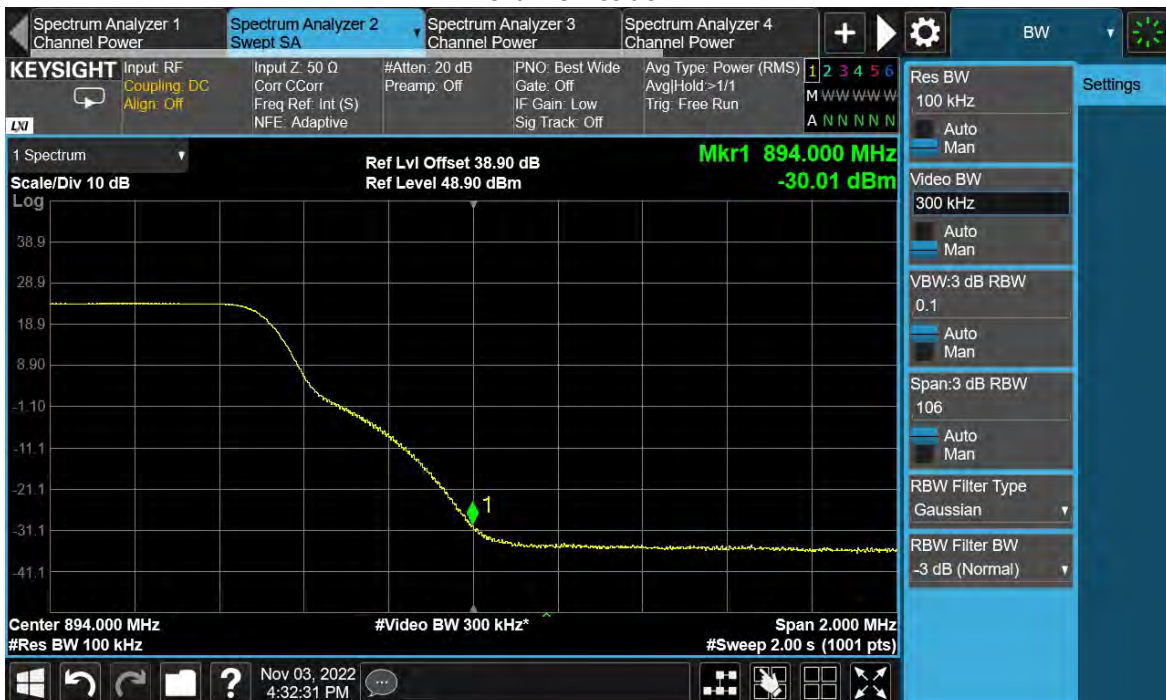 Spectrum Analyzer 1
Channel Power
Spectrum Analyzer 2
Swept SA
Spectrum Analyzer 3
Channel Power
Spectrum Analyzer 4
Channel Power
+
BW
KEYSIGHT
LXI
Input: RF
Coupling: DC
Align: Off
Input Z: 50 Ω
Corr CCorr
Freq Ref: Int (S)
NFE: Adaptive
#Atten: 20 dB
Preamp: Off
PNO: Best Wide
Gate: Off
IF Gain: Low
Sig Track: Off
Avg Type: Power (RMS)
Avg|Hold:>1/1
Trig: Free Run
1 2 3 4 5 6
M W W W W W
A N N N N N
1 Spectrum
Scale/Div 10 dB
Log
Ref Lvl Offset 38.90 dB
Ref Level 48.90 dBm
Mkr1 894.000 MHz
-30.01 dBm
38.9
28.9
18.9
8.90
-1.10
-11.1
-21.1
-31.1
-41.1
1
Center 894.000 MHz
#Res BW 100 kHz
#Video BW 300 kHz*
Span 2.000 MHz
#Sweep 2.00 s (1001 pts)
Res BW
100 kHz
Auto
Man
Video BW
300 kHz
Auto
Man
VBW:3 dB RBW
0.1
Auto
Man
Span:3 dB RBW
106
Auto
Man
RBW Filter Type
Gaussian
RBW Filter BW
-3 dB (Normal)
Settings
?
Nov 03, 2022
4:32:31 PM